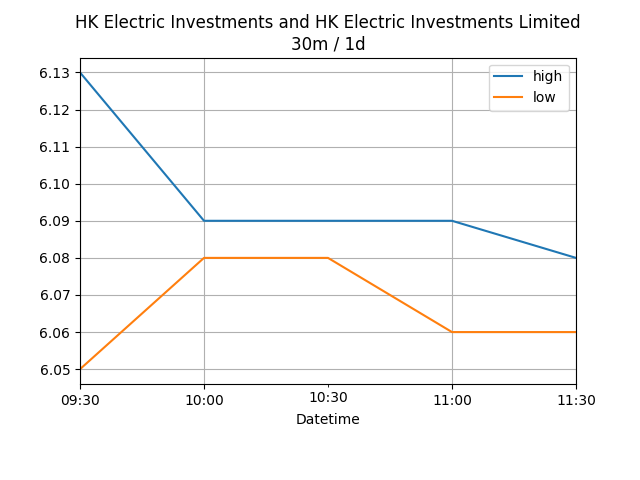 HK Electric Investments and HK Electric Investments Limited
30m / 1d
high
low
6.13
6.12
6.11
6.10
6.09
6.08
6.07
6.06
6.05
09:30
10:00
10:30
11:00
11:30
Datetime